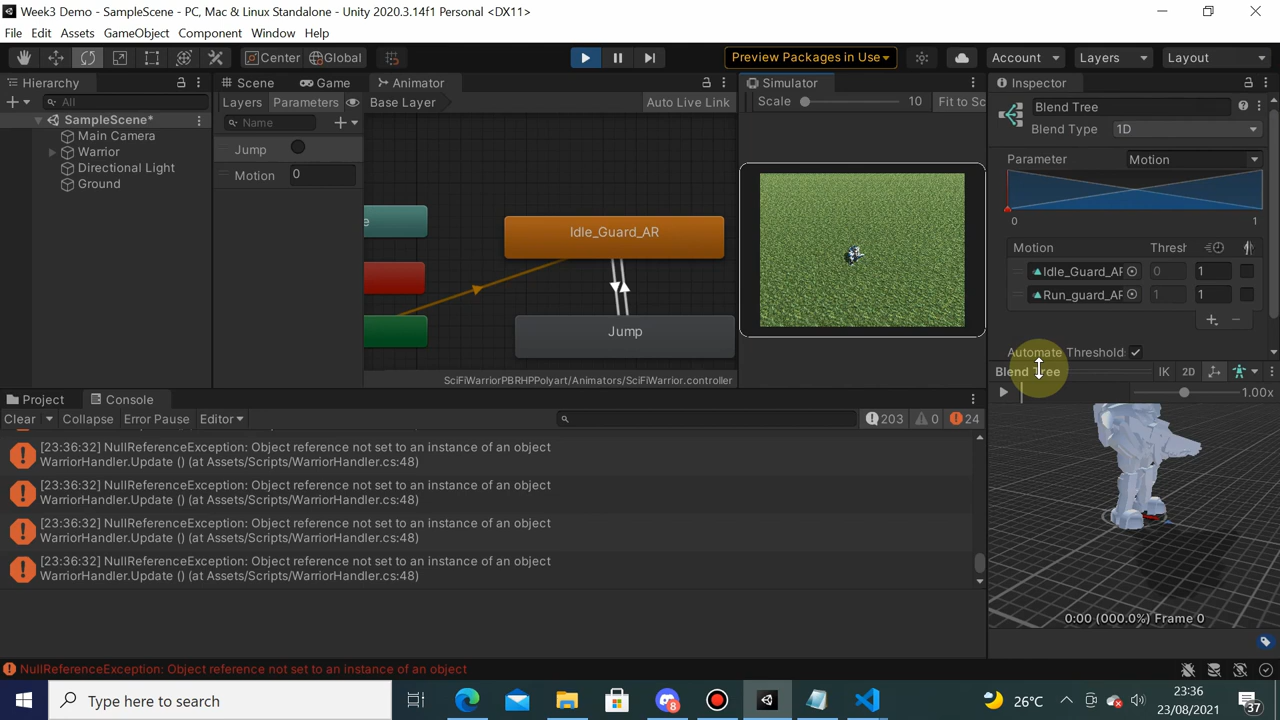 Week3 Demo - SampleScene - PC, Mac & Linux Standalone - Unity 2020.3.14f1 Personal <DX11>
File Edit Assets GameObject Component Window Help
Center Global Preview Packages in Use Account Layers Layout
Hierarchy
All
SampleScene*
Main Camera
Warrior
Directional Light
Ground
Scene Game Animator
Layers Parameters Base Layer Auto Live Link
Name
Jump
Motion 0
e
Idle_Guard_AR
Jump
SciFiWarriorPBRHPPolyart/Animators/SciFiWarrior.controller
Simulator
Scale 10 Fit to Sc
Inspector
Blend Tree
Blend Type 1D
Parameter Motion
0 1
Motion Thresh
Idle_Guard_AR 0 1
Run_guard_AR 1 1
Automate Threshold
Blend Tree IK 2D
1.00x
0:00 (000.0%) Frame 0
Project Console
Clear Collapse Error Pause Editor 203 0 24
[23:36:32] NullReferenceException: Object reference not set to an instance of an object
WarriorHandler.Update () (at Assets/Scripts/WarriorHandler.cs:48)
[23:36:32] NullReferenceException: Object reference not set to an instance of an object
WarriorHandler.Update () (at Assets/Scripts/WarriorHandler.cs:48)
[23:36:32] NullReferenceException: Object reference not set to an instance of an object
WarriorHandler.Update () (at Assets/Scripts/WarriorHandler.cs:48)
[23:36:32] NullReferenceException: Object reference not set to an instance of an object
WarriorHandler.Update () (at Assets/Scripts/WarriorHandler.cs:48)
NullReferenceException: Object reference not set to an instance of an object
Type here to search
8
26°C
23:36
23/08/2021
37